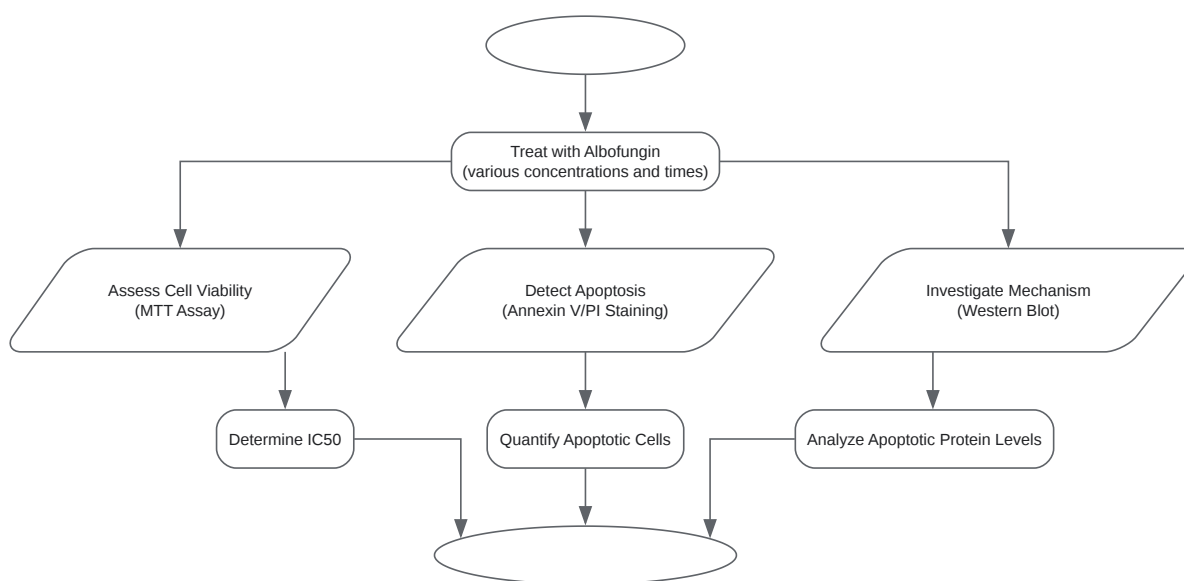 Treat with Albofungin
(various concentrations and times)
Assess Cell Viability
(MTT Assay)
Detect Apoptosis
(Annexin V/PI Staining)
Investigate Mechanism
(Western Blot)
Determine IC50
Quantify Apoptotic Cells
Analyze Apoptotic Protein Levels